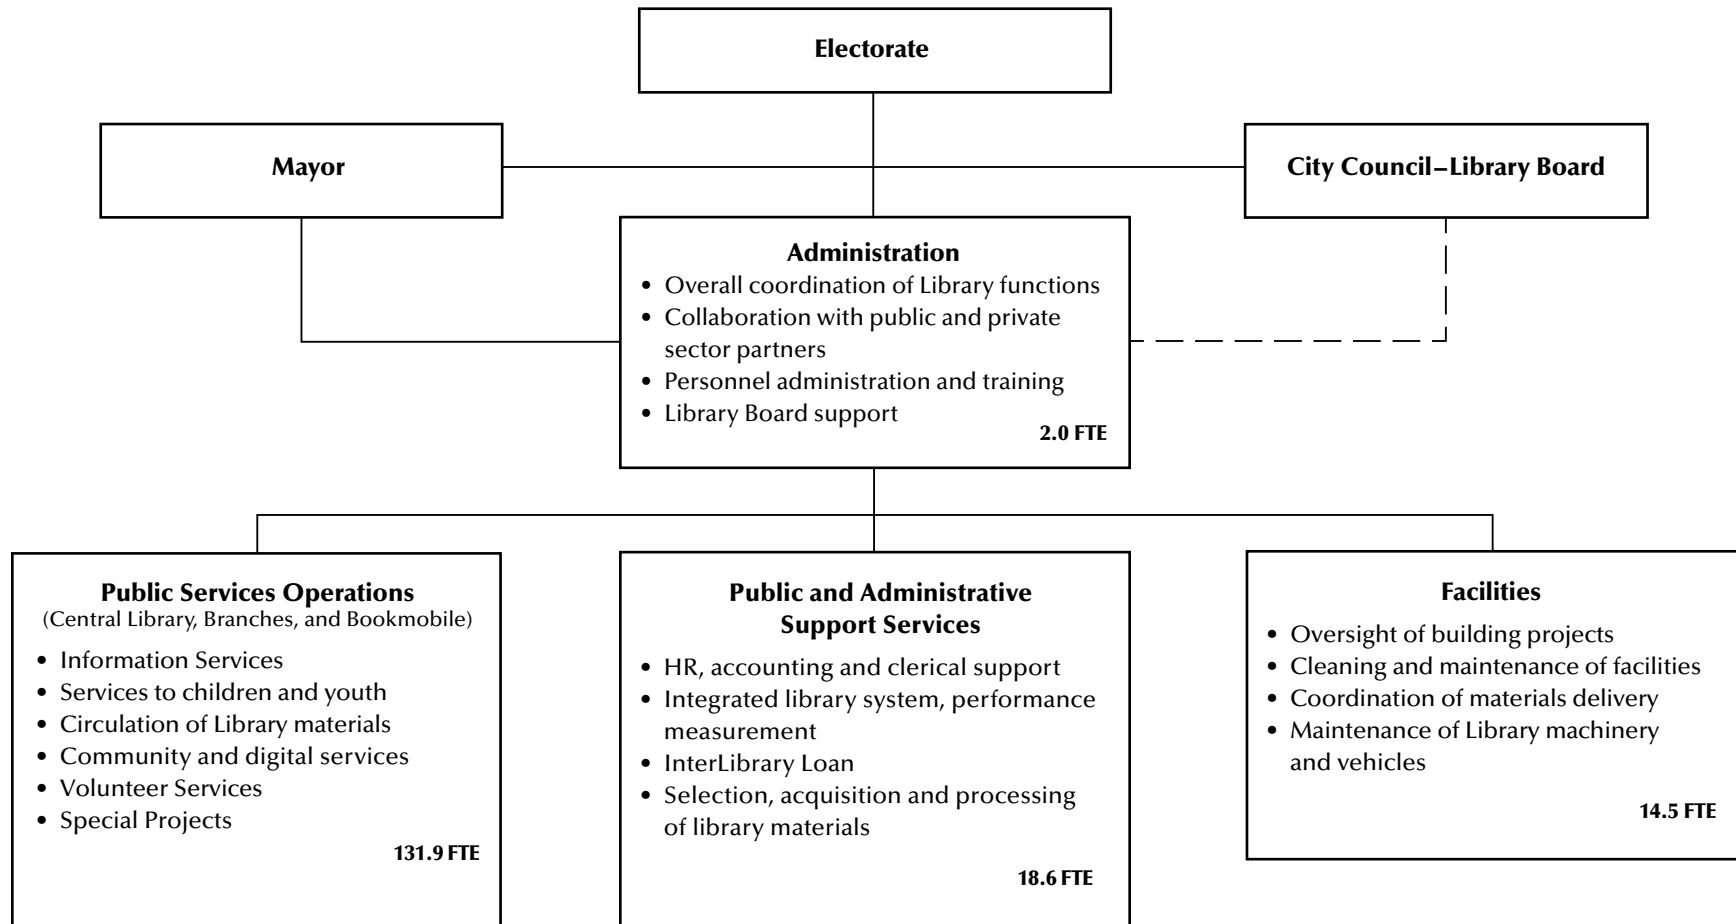 Electorate
Mayor
City Council–Library Board
Administration
• Overall coordination of Library functions
• Collaboration with public and private
sector partners
• Personnel administration and training
• Library Board support
2.0 FTE
Public Services Operations
(Central Library, Branches, and Bookmobile)
• Information Services
• Services to children and youth
• Circulation of Library materials
• Community and digital services
• Volunteer Services
• Special Projects
131.9 FTE
Public and Administrative
Support Services
• HR, accounting and clerical support
• Integrated library system, performance
measurement
• InterLibrary Loan
• Selection, acquisition and processing
of library materials
18.6 FTE
Facilities
• Oversight of building projects
• Cleaning and maintenance of facilities
• Coordination of materials delivery
• Maintenance of Library machinery
and vehicles
14.5 FTE